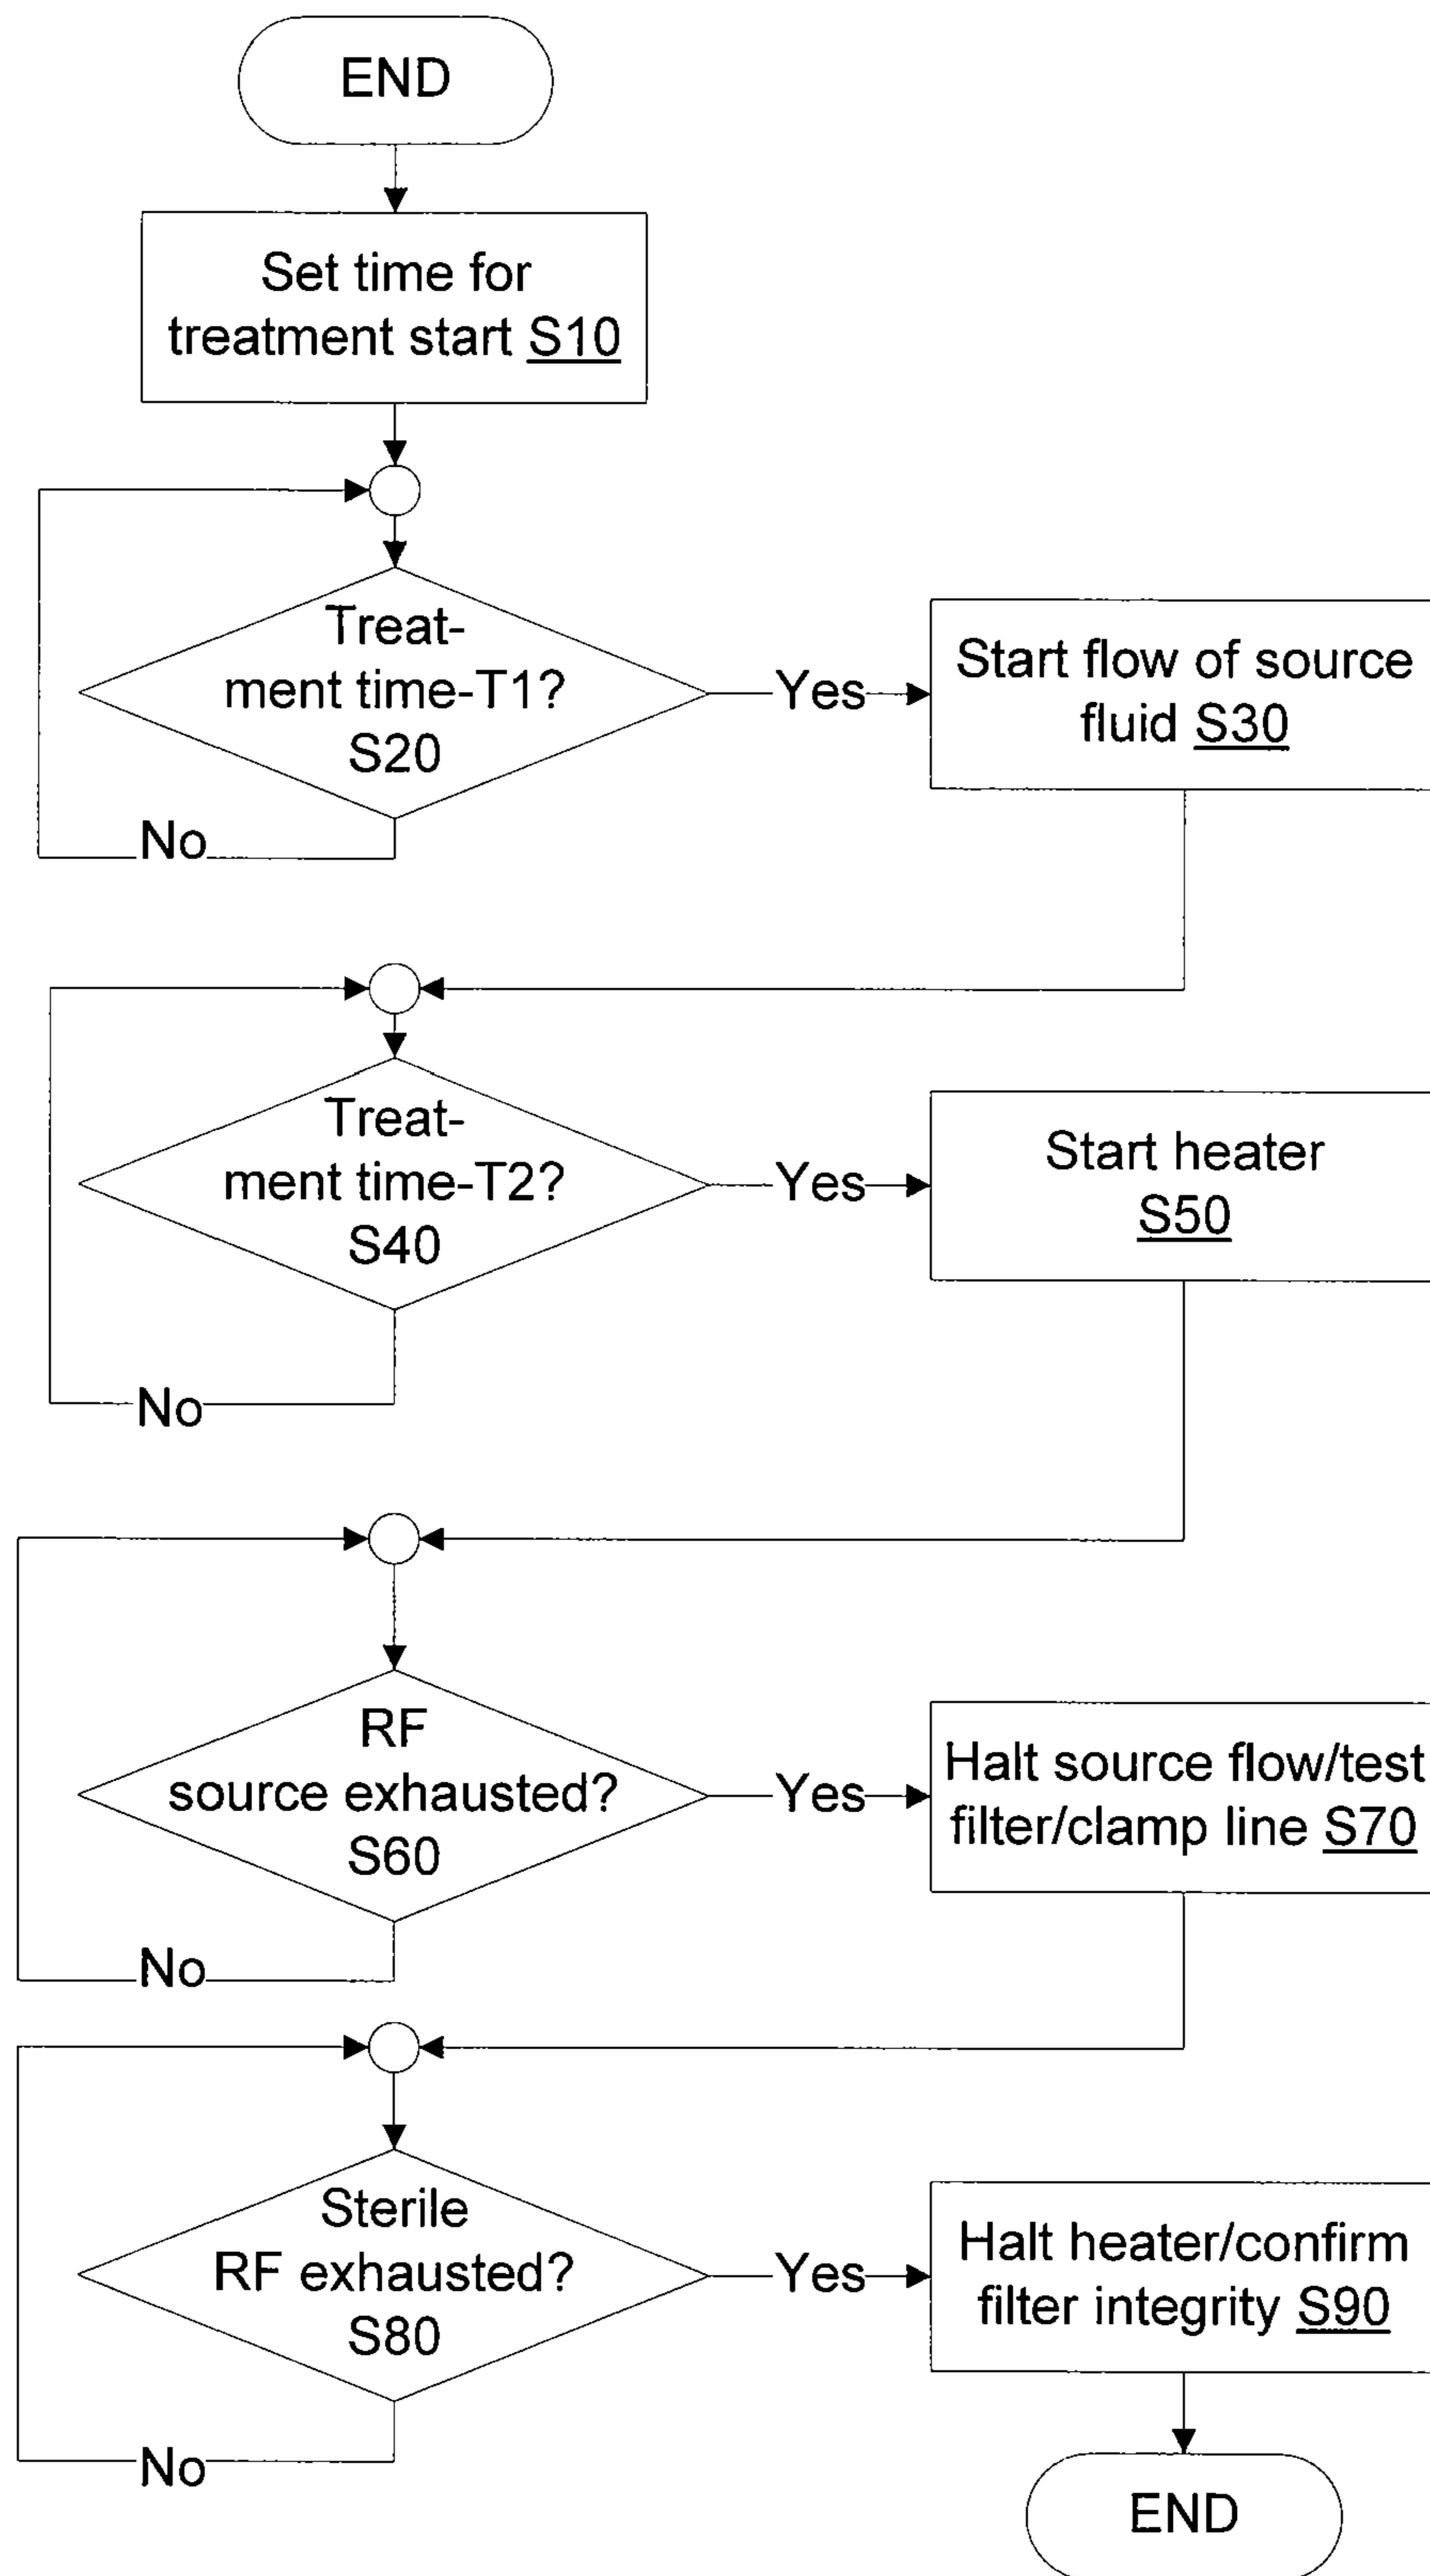 END
Set time for
treatment start S10
Treat-
ment time-T1?
S20
Yes
Start flow of source
fluid S30
No
Treat-
ment time-T2?
S40
Yes
Start heater
S50
No
RF
source exhausted?
S60
Yes
Halt source flow/test
filter/clamp line S70
No
Sterile
RF exhausted?
S80
Yes
Halt heater/confirm
filter integrity S90
No
END